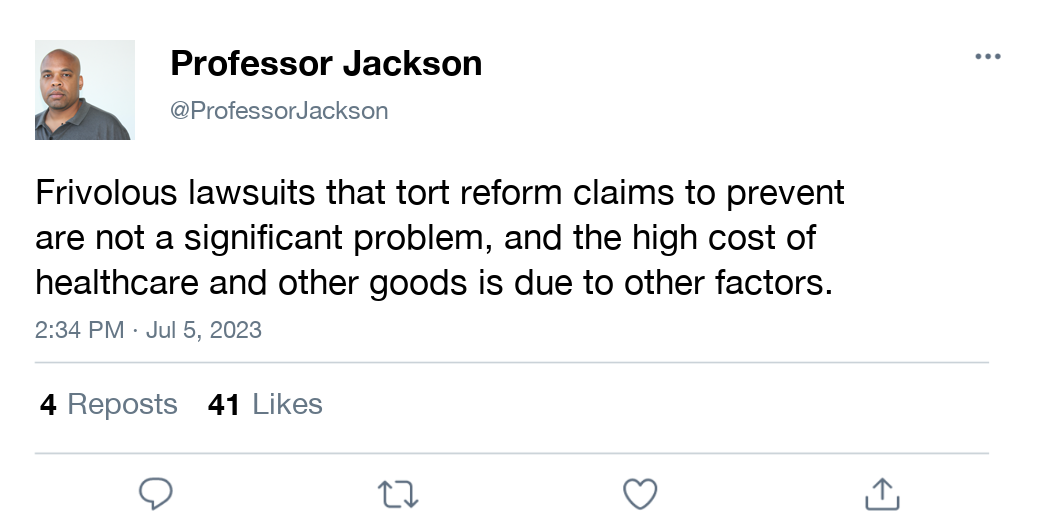 Professor Jackson
@ProfessorJackson
Frivolous lawsuits that tort reform claims to prevent
are not a significant problem, and the high cost of
healthcare and other goods is due to other factors.
2:34 PM · Jul 5, 2023
4 Reposts 41 Likes